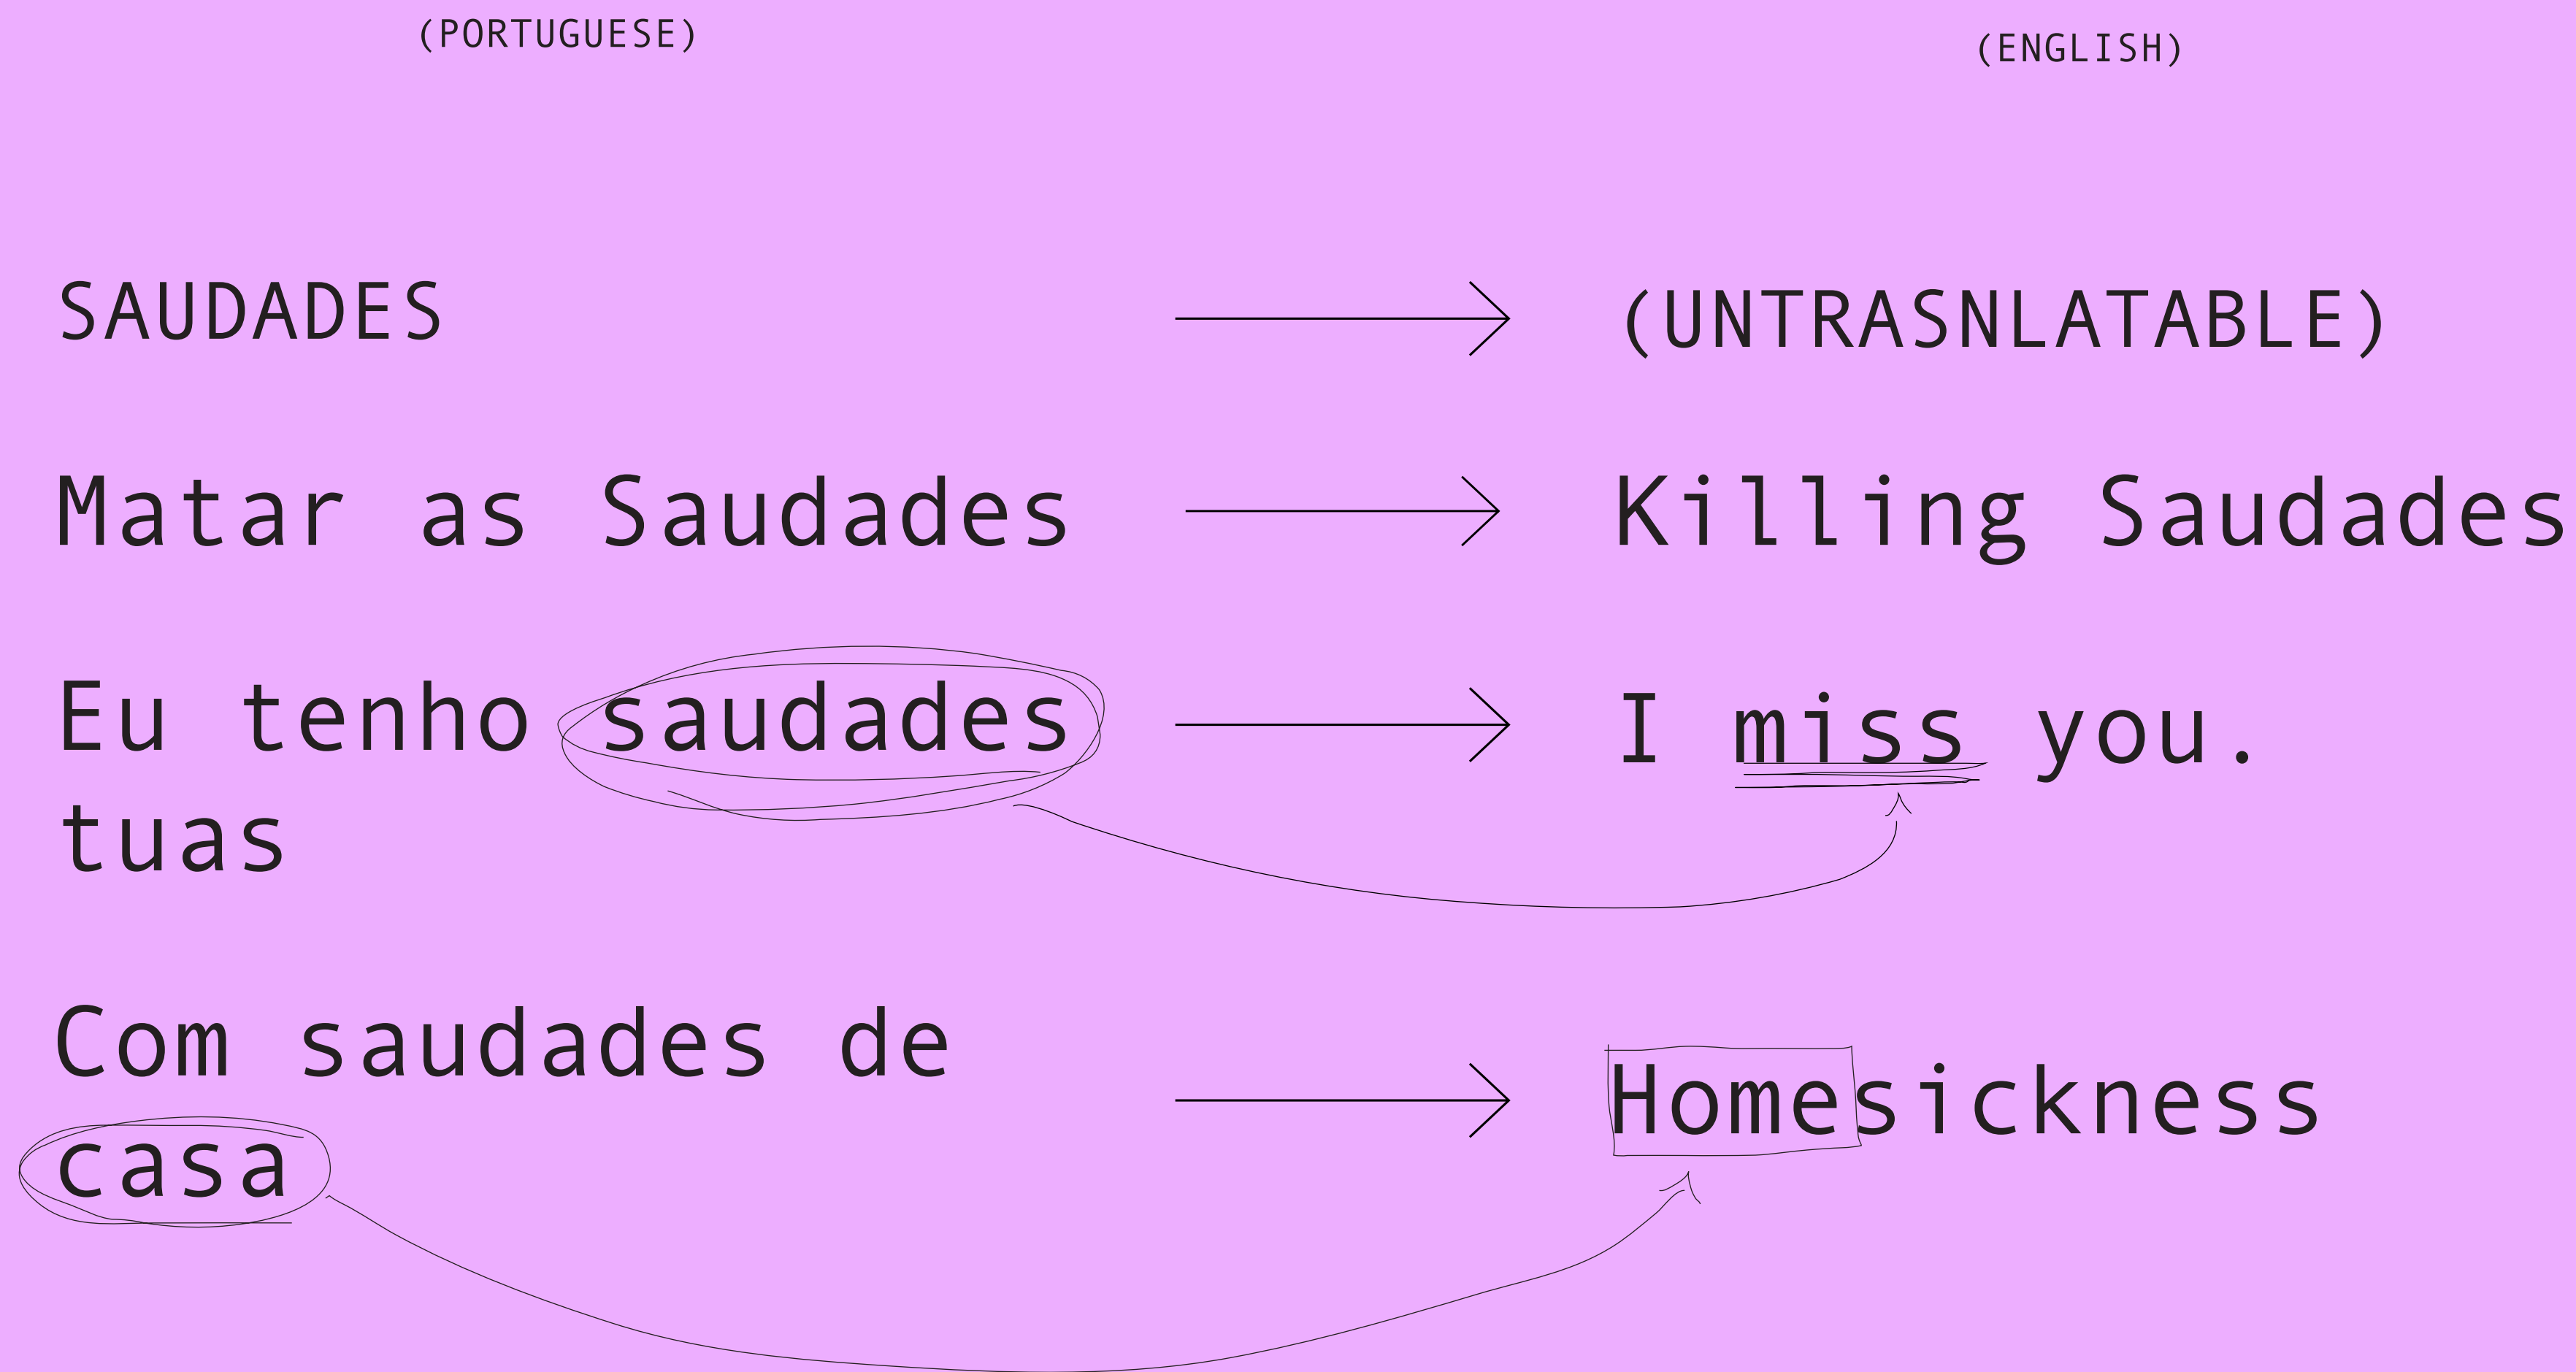 (PORTUGUESE)
(ENGLISH)
SAUDADES
(UNTRASNLATABLE)
Matar as Saudades
Killing Saudades
Eu tenho saudades
tuas
I miss you.
Com saudades de
casa
Homesickness